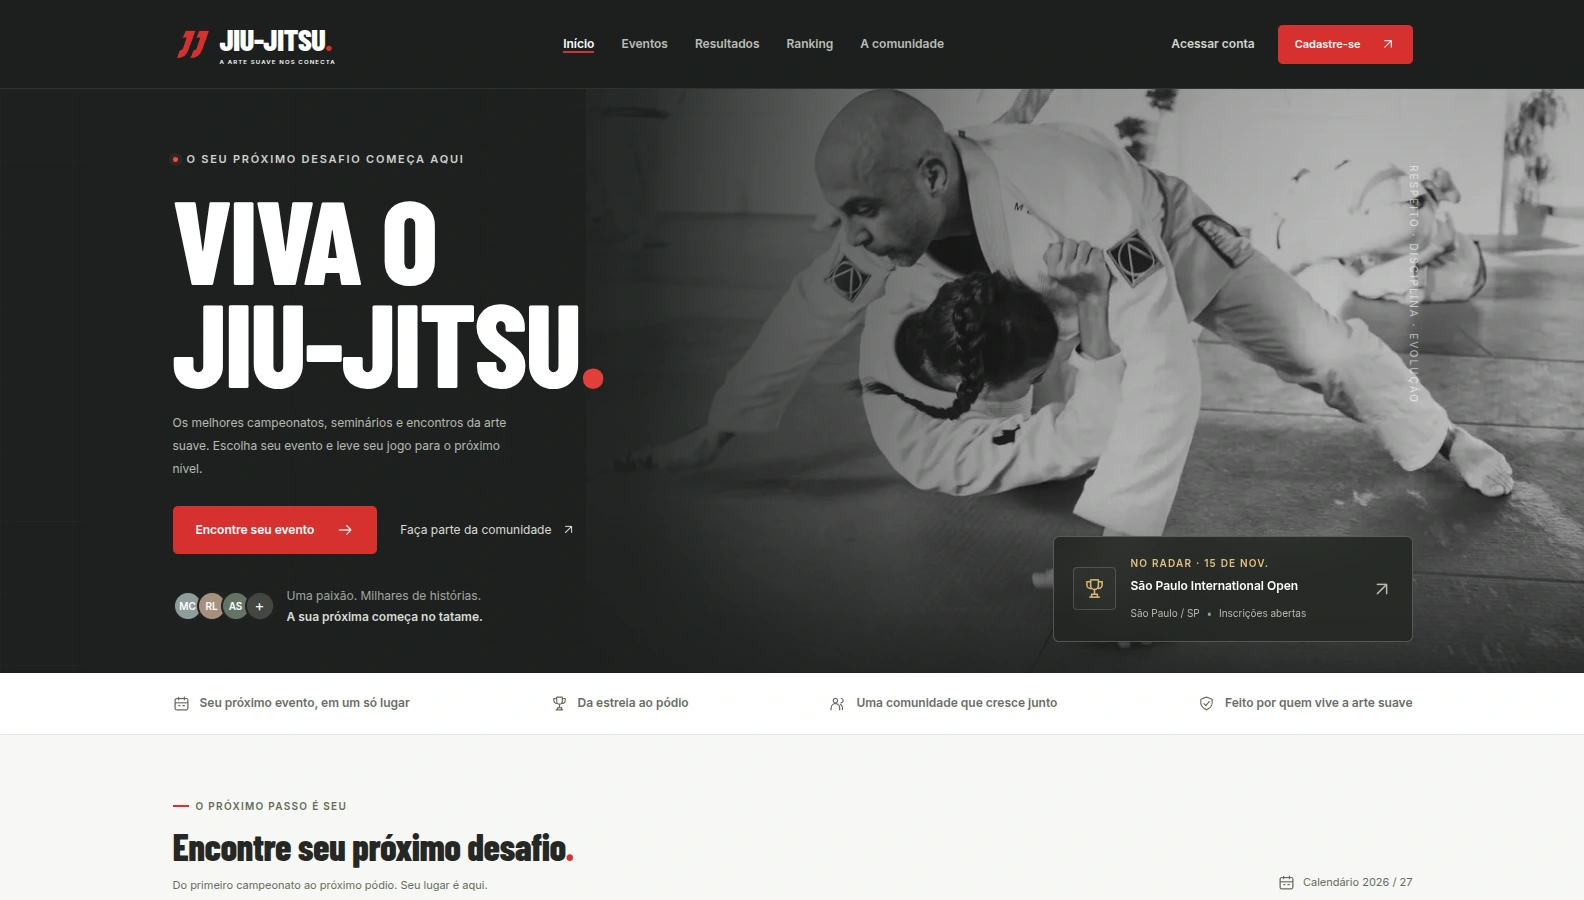 JIU-JITSU.
A ARTE SUAVE NOS CONECTA
Início
Eventos
Resultados
Ranking
A comunidade
Acessar conta
Cadastre-se
O SEU PRÓXIMO DESAFIO COMEÇA AQUI
VIVA O
JIU-JITSU.
Os melhores campeonatos, seminários e encontros da arte
suave. Escolha seu evento e leve seu jogo para o próximo
nível.
Encontre seu evento
Faça parte da comunidade
MC
RL
AS
+
Uma paixão. Milhares de histórias.
A sua próxima começa no tatame.
RESPEITO · DISCIPLINA · EVOLUÇÃO
NO RADAR · 15 DE NOV.
São Paulo International Open
São Paulo / SP • Inscrições abertas
Seu próximo evento, em um só lugar
Da estreia ao pódio
Uma comunidade que cresce junto
Feito por quem vive a arte suave
O PRÓXIMO PASSO É SEU
Encontre seu próximo desafio.
Do primeiro campeonato ao próximo pódio. Seu lugar é aqui.
Calendário 2026 / 27